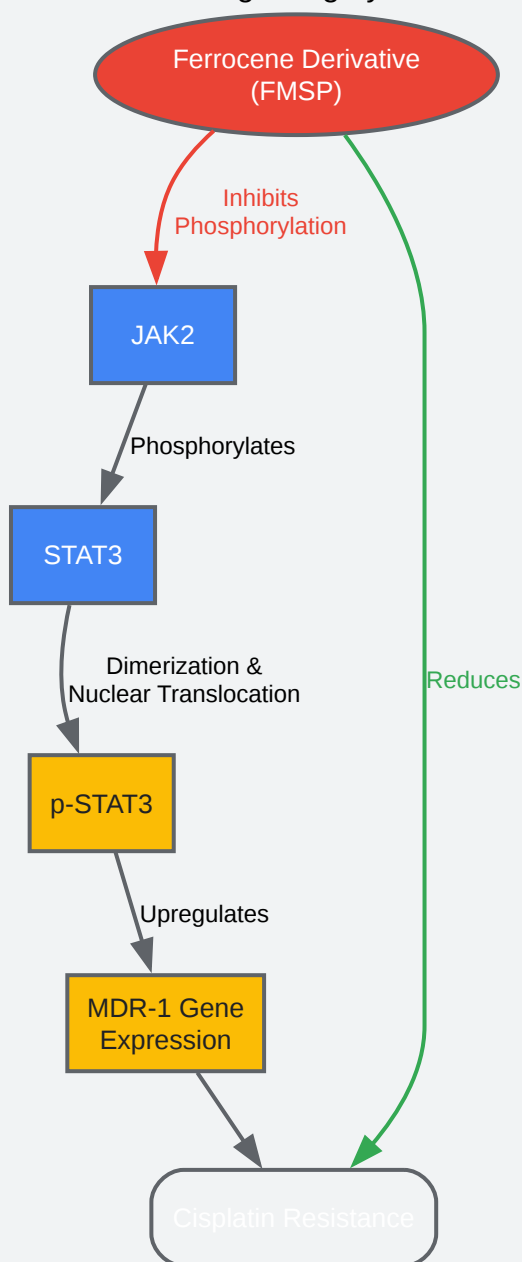 Ferrocene Derivative
(FMSP)
Inhibits
Phosphorylation
JAK2
Phosphorylates
STAT3
Dimerization &
Nuclear Translocation
Reduces
p-STAT3
Upregulates
MDR-1 Gene
Expression
Cisplatin Resistance